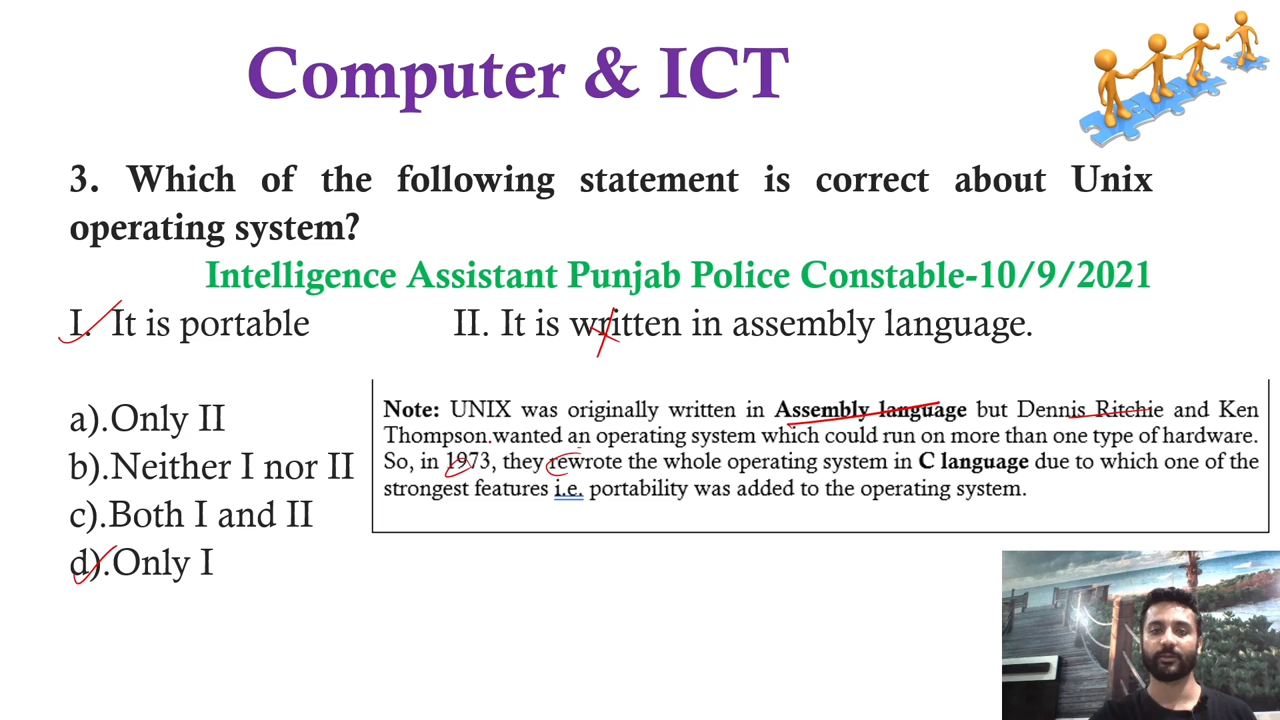 Computer & ICT
3. Which of the following statement is correct about Unix
operating system?
Intelligence Assistant Punjab Police Constable-10/9/2021
I. It is portable II. It is written in assembly language.
a).Only II
b).Neither I nor II
c).Both I and II
d).Only I
Note: UNIX was originally written in Assembly language but Dennis Ritchie and Ken
Thompson.wanted an operating system which could run on more than one type of hardware.
So, in 1973, they rewrote the whole operating system in C language due to which one of the
strongest features i.e. portability was added to the operating system.